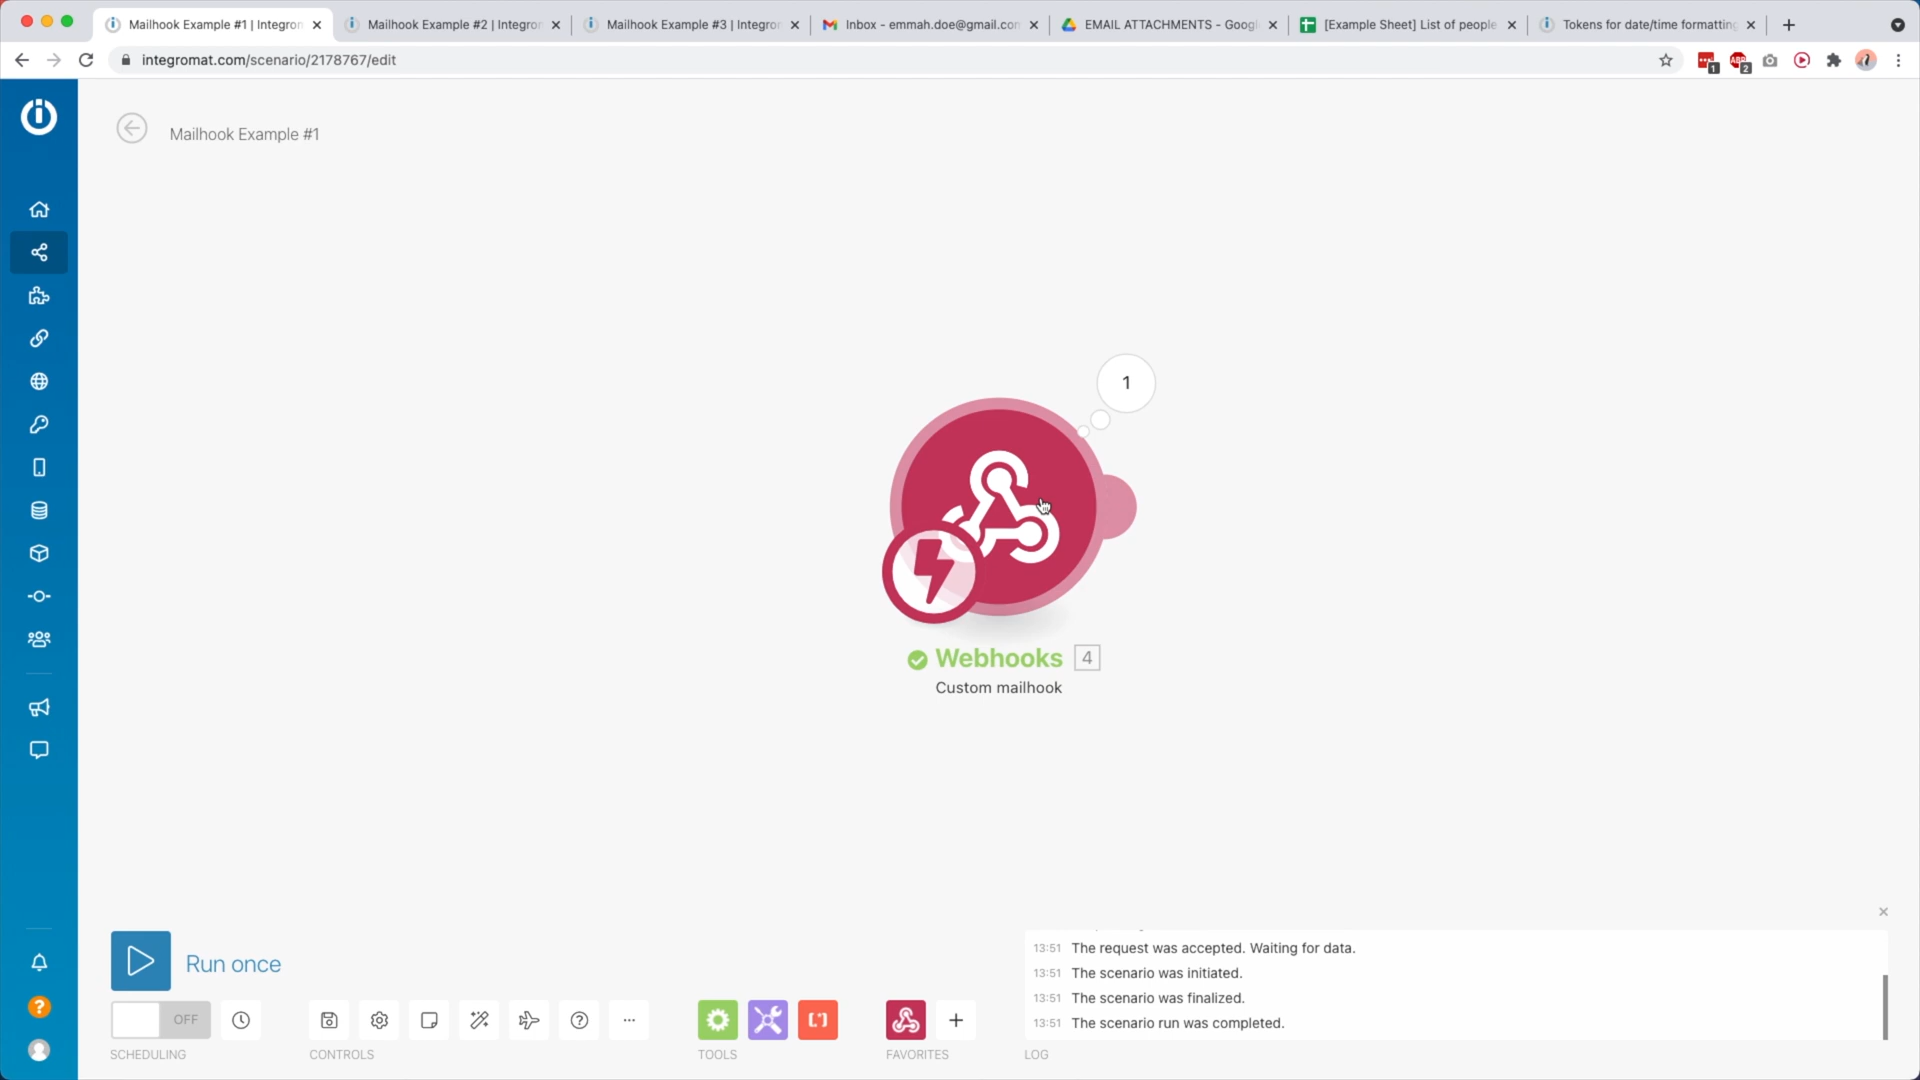 Mailhook Example #1 | Integron
Mailhook Example #2 | Integron
Mailhook Example #3 | Integron
Inbox - emmah.doe@gmail.con
EMAIL ATTACHMENTS - Googl
[Example Sheet] List of people
Tokens for date/time formatting
integromat.com/scenario/2178767/edit
1
2
Mailhook Example #1
1
Webhooks 4
Custom mailhook
Run once
OFF
SCHEDULING
CONTROLS
TOOLS
FAVORITES
13:51 The request was accepted. Waiting for data.
13:51 The scenario was initiated.
13:51 The scenario was finalized.
13:51 The scenario run was completed.
LOG